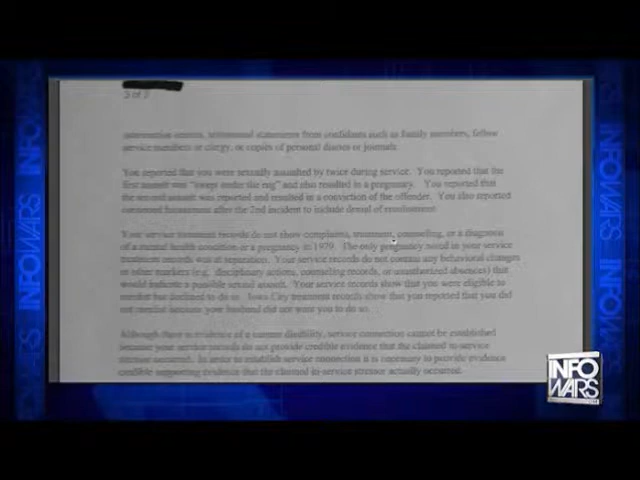 3 of 7
statements from confidants such as family members, fellow
service members or clergy, or copies of personal diaries or journals.
You reported that you were sexually assaulted by twice during service. You reported that the
first assault was "swept under the rug" and also resulted in a pregnancy. You reported that
the second assault was reported and resulted in a conviction of the offender. You also reported
continued harassment after the 2nd incident to include denial of reenlistment.
Your service treatment records do not show complaints, treatment, counseling, or a diagnosis
of a mental health condition or a pregnancy in 1979. The only pregnancy noted in your service
treatment records was at separation. Your service records do not contain any behavioral changes
or other markers (e.g. disciplinary actions, counseling records, or unauthorized absences) that
would indicate a possible sexual assault. Your service records show that you were eligible to
reenlist but declined to do so. Iowa City treatment records show that you reported that you did
not reenlist because your husband did not want you to do so.
Although there is evidence of a current disability, service connection cannot be established
because your service records do not provide credible evidence that the claimed in-service
stressor occurred. In order to establish service connection it is necessary to provide evidence
credible supporting evidence that the claimed in-service stressor actually occurred.
INFOWARS
INFOWARS
INFOWARS
INFO
WARS
.COM